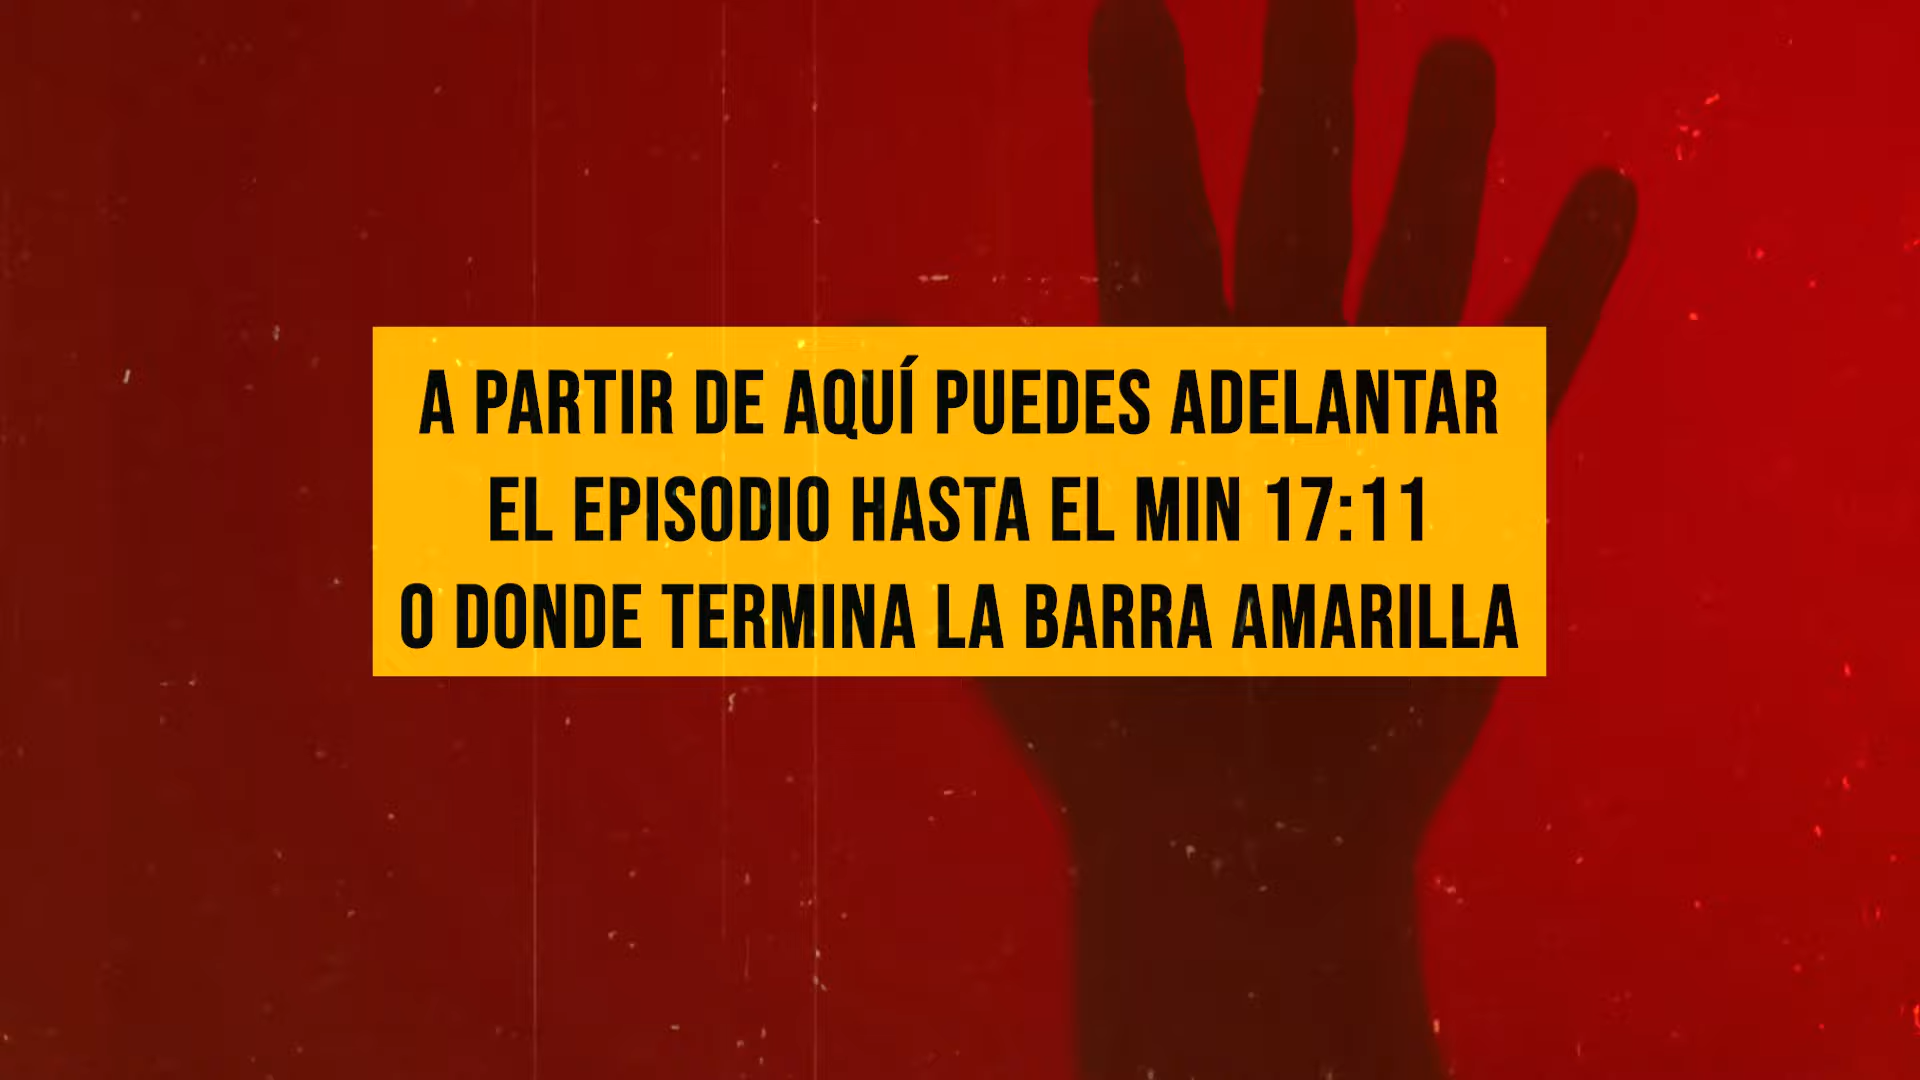 A PARTIR DE AQUÍ PUEDES ADELANTAR
EL EPISODIO HASTA EL MIN 17:11
O DONDE TERMINA LA BARRA AMARILLA